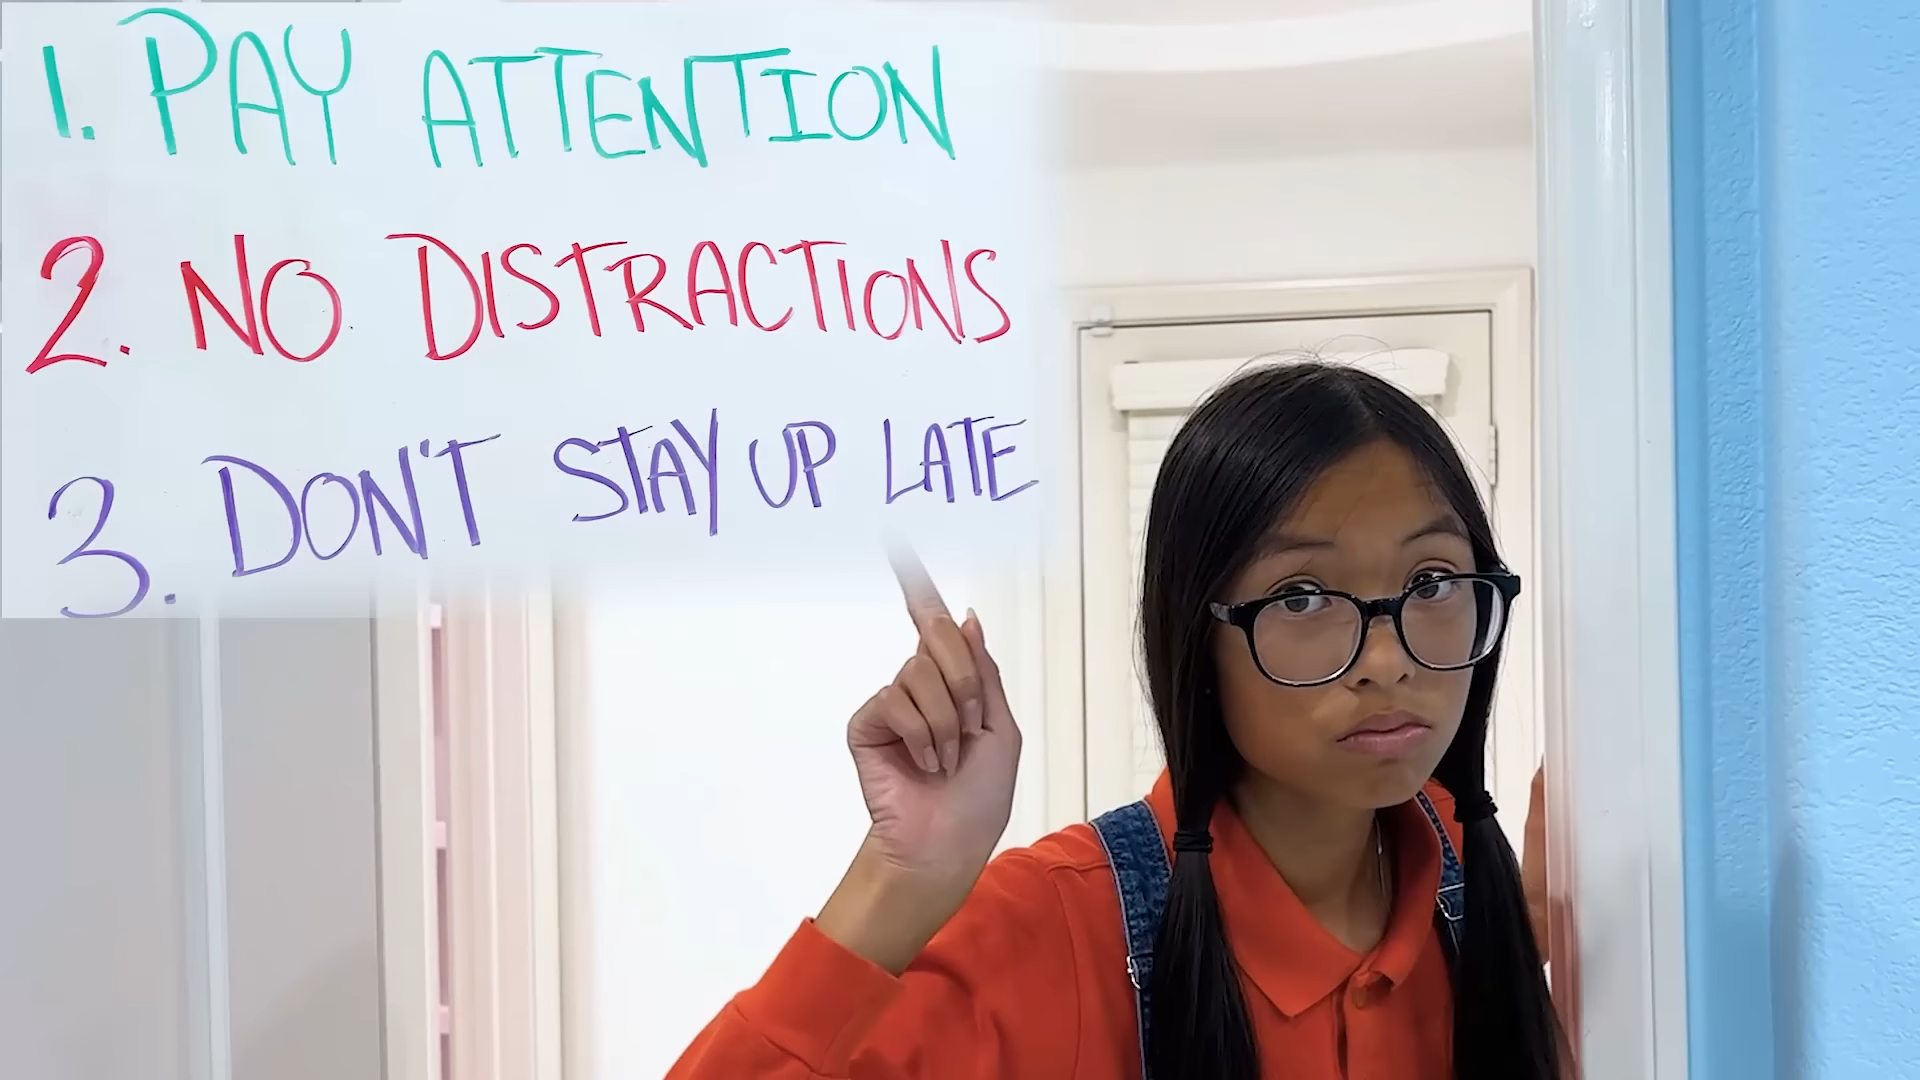 1. PAY ATTENTION
2. NO DISTRACTIONS
3. DON'T STAY UP LATE